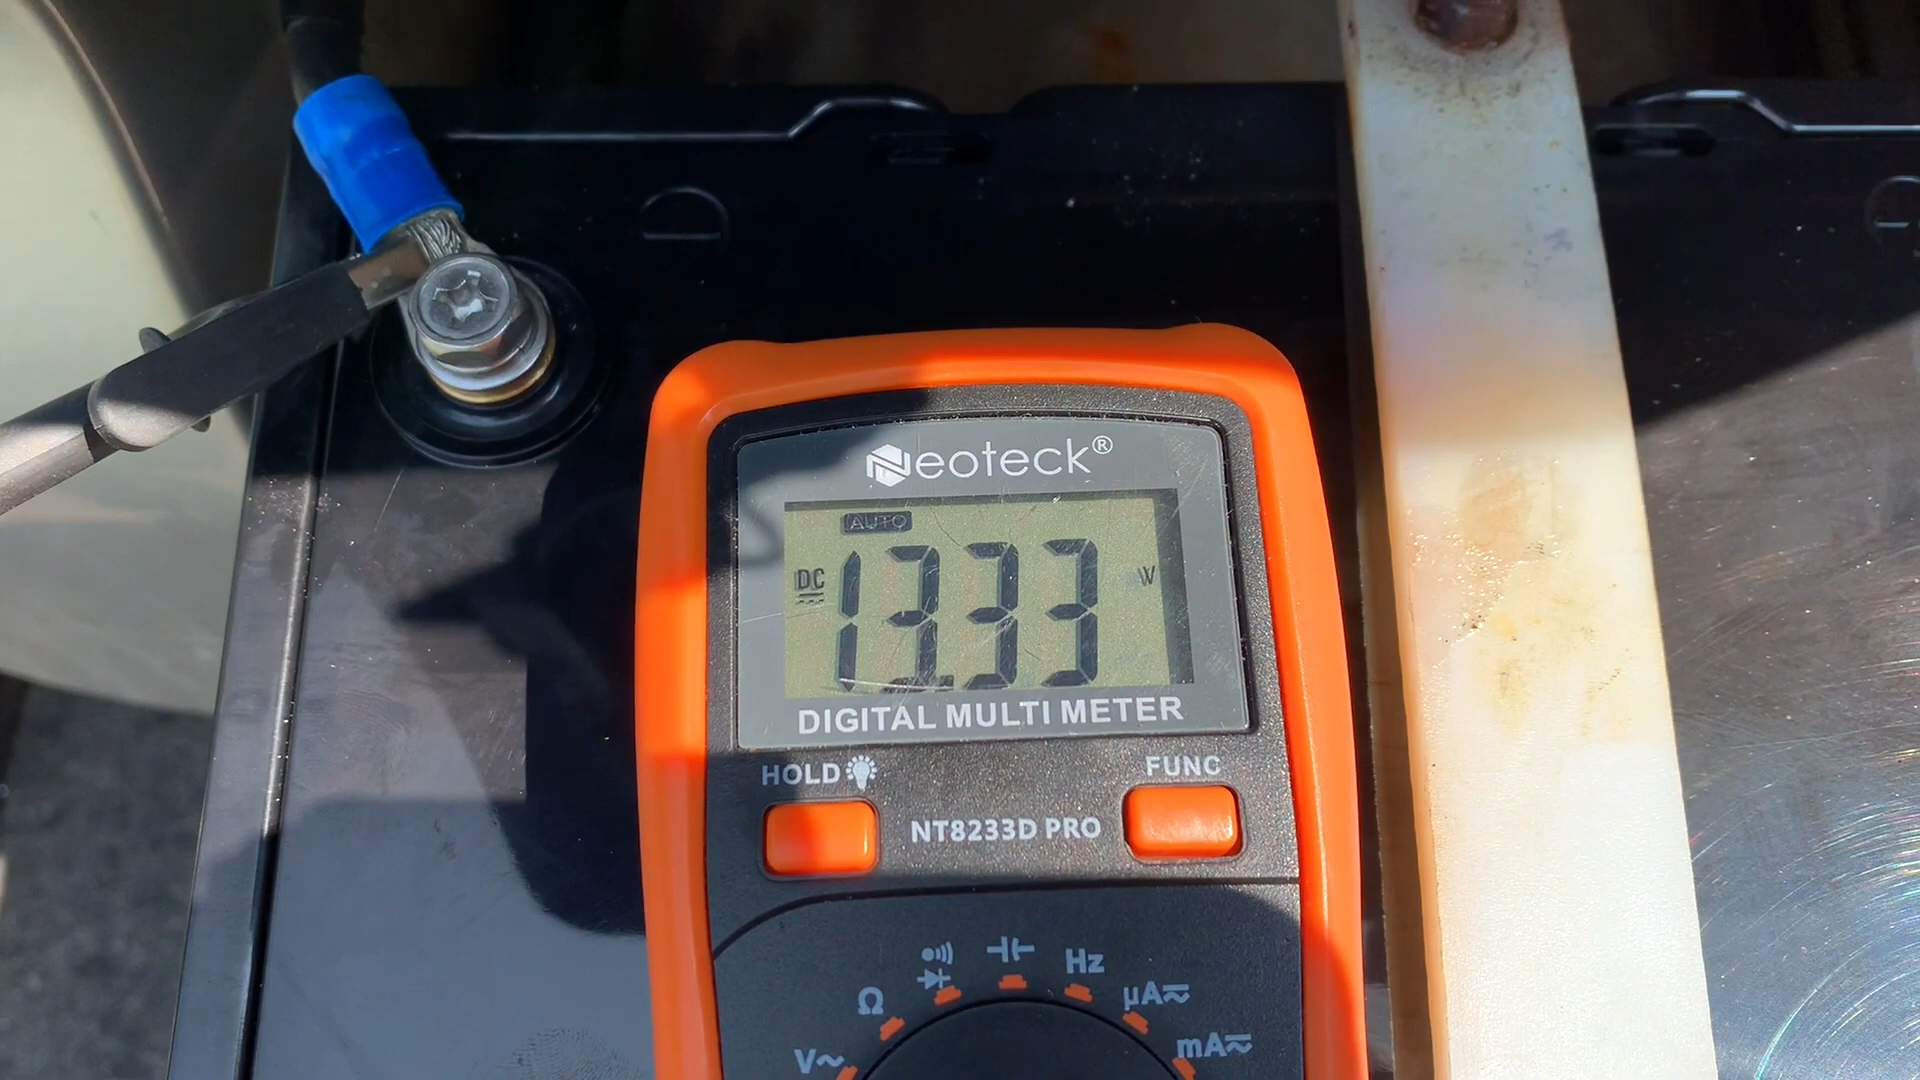 Neoteck®
AUTO
DC
13.33
DIGITAL MULTI METER
HOLD
FUNC
NT8233D PRO
Hz
Ω
µA
mA
V~